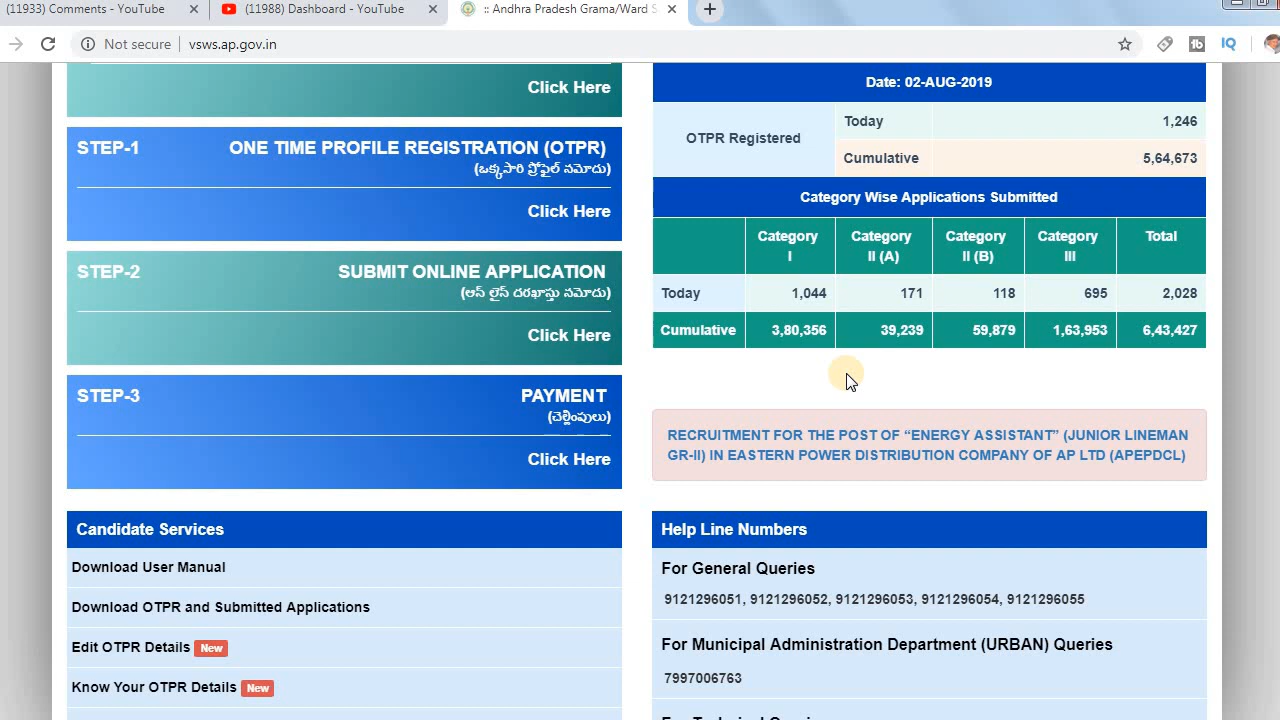 (11933) Comments - YouTube
(11988) Dashboard - YouTube
:: Andhra Pradesh Grama/Ward S
Not secure
vsws.ap.gov.in
Click Here
STEP-1
ONE TIME PROFILE REGISTRATION (OTPR)
(ఒక్కసారి ప్రోఫైల్ నమోదు)
Click Here
STEP-2
SUBMIT ONLINE APPLICATION
(ఆన్ లైన్ దరఖాస్తు నమోదు)
Click Here
STEP-3
PAYMENT
(చెల్లింపులు)
Click Here
Candidate Services
Download User Manual
Download OTPR and Submitted Applications
Edit OTPR Details New
Know Your OTPR Details New
Date: 02-AUG-2019
OTPR Registered
Today 1,246
Cumulative 5,64,673
Category Wise Applications Submitted
Category I Category II (A) Category II (B) Category III Total
Today 1,044 171 118 695 2,028
Cumulative 3,80,356 39,239 59,879 1,63,953 6,43,427
RECRUITMENT FOR THE POST OF “ENERGY ASSISTANT” (JUNIOR LINEMAN
GR-II) IN EASTERN POWER DISTRIBUTION COMPANY OF AP LTD (APEPDCL)
Help Line Numbers
For General Queries
9121296051, 9121296052, 9121296053, 9121296054, 9121296055
For Municipal Administration Department (URBAN) Queries
7997006763